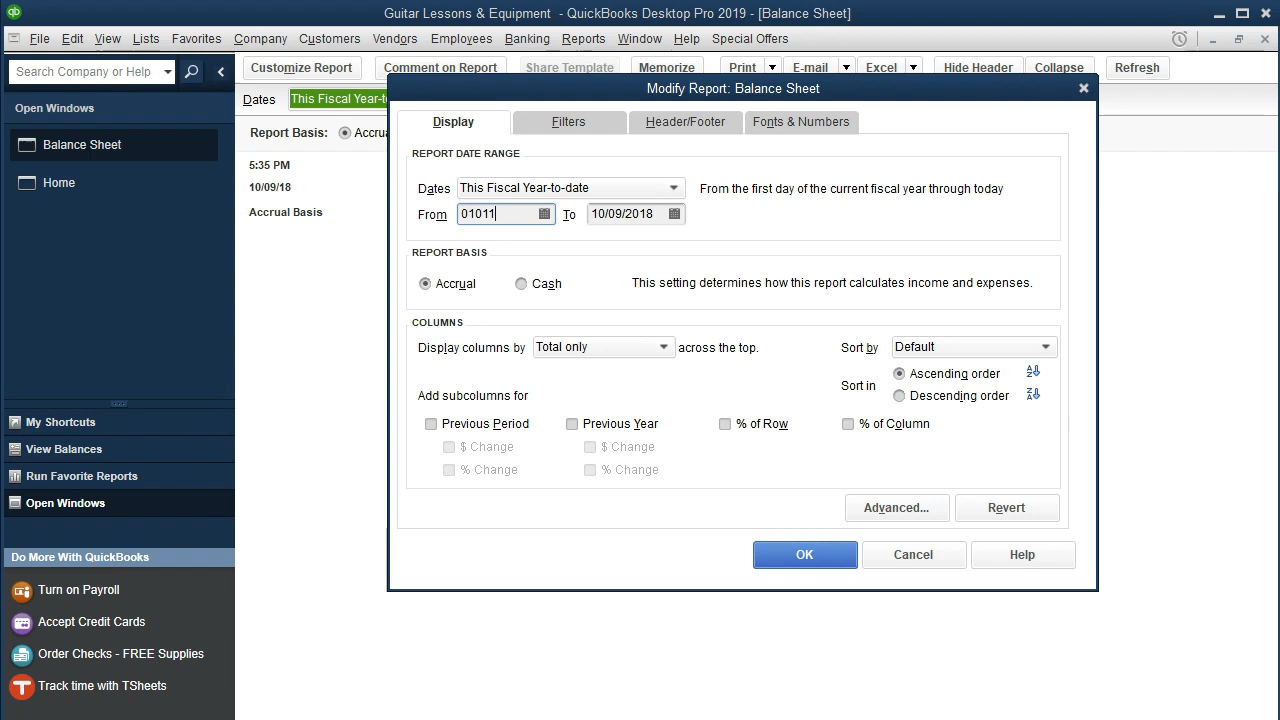 Guitar Lessons & Equipment - QuickBooks Desktop Pro 2019 - [Balance Sheet]
File Edit View Lists Favorites Company Customers Vendors Employees Banking Reports Window Help Special Offers
Search Company or Help
Customize Report Comment on Report Share Template Memorize Print E-mail Excel Hide Header Collapse Refresh
Modify Report: Balance Sheet
Open Windows
Dates This Fiscal Year-t
Display Filters Header/Footer Fonts & Numbers
Report Basis: Accrua
Balance Sheet
Home
5:35 PM
10/09/18
Accrual Basis
REPORT DATE RANGE
Dates This Fiscal Year-to-date From the first day of the current fiscal year through today
From 01011 To 10/09/2018
REPORT BASIS
Accrual Cash This setting determines how this report calculates income and expenses.
COLUMNS
Display columns by Total only across the top. Sort by Default
Sort in Ascending order
Descending order
Add subcolumns for
Previous Period Previous Year % of Row % of Column
$ Change $ Change
% Change % Change
Advanced... Revert
OK Cancel Help
My Shortcuts
View Balances
Run Favorite Reports
Open Windows
Do More With QuickBooks
Turn on Payroll
Accept Credit Cards
Order Checks - FREE Supplies
Track time with TSheets